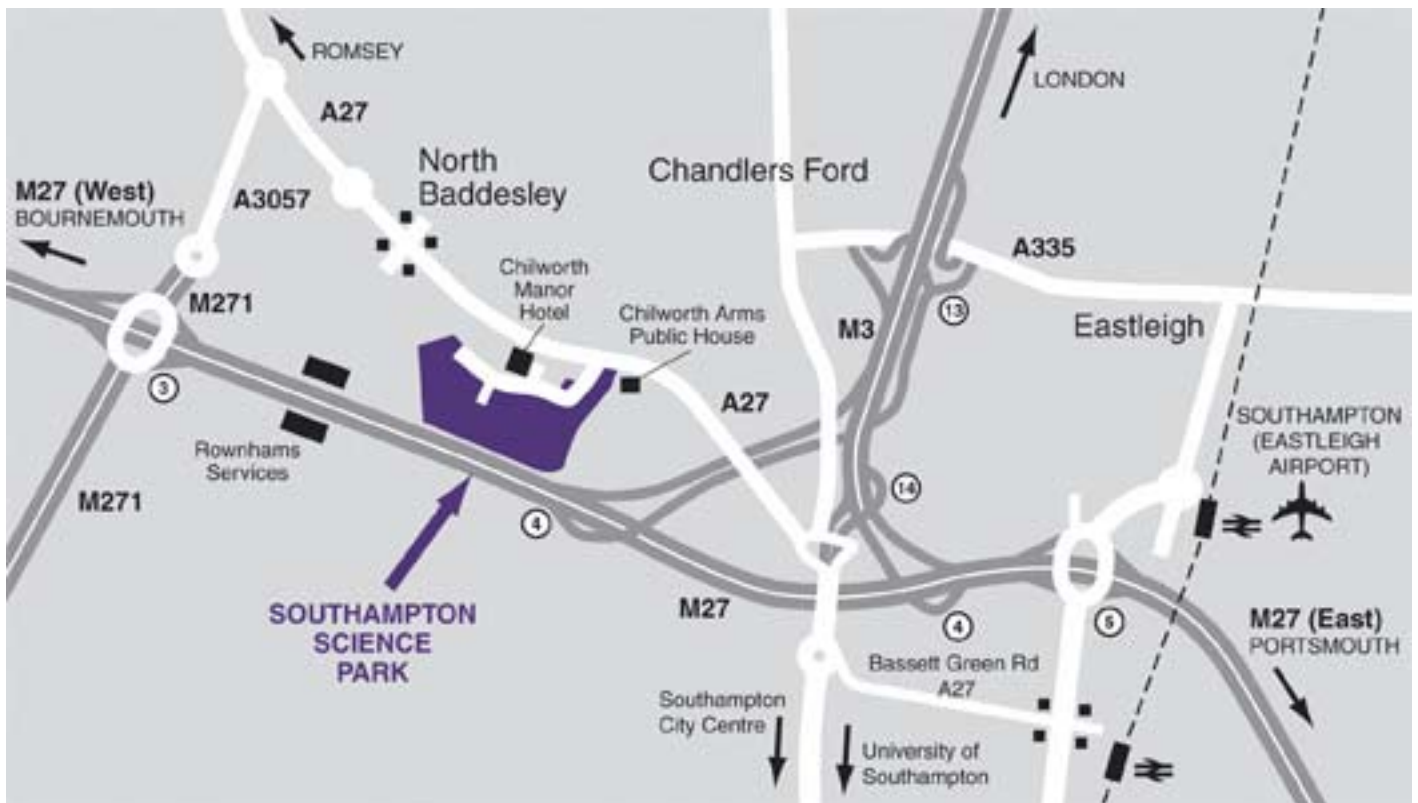 ROMSEY
A27
LONDON
North
Baddesley
Chandlers Ford
M27 (West)
BOURNEMOUTH
A3057
A335
Chilworth
Manor
Hotel
M271
Chilworth Arms
Public House
13
M3
Eastleigh
3
A27
SOUTHAMPTON
(EASTLEIGH
AIRPORT)
Rownhams
Services
M271
14
4
SOUTHAMPTON
SCIENCE
PARK
M27
4
5
M27 (East)
PORTSMOUTH
Bassett Green Rd
A27
Southampton
City Centre
University of
Southampton